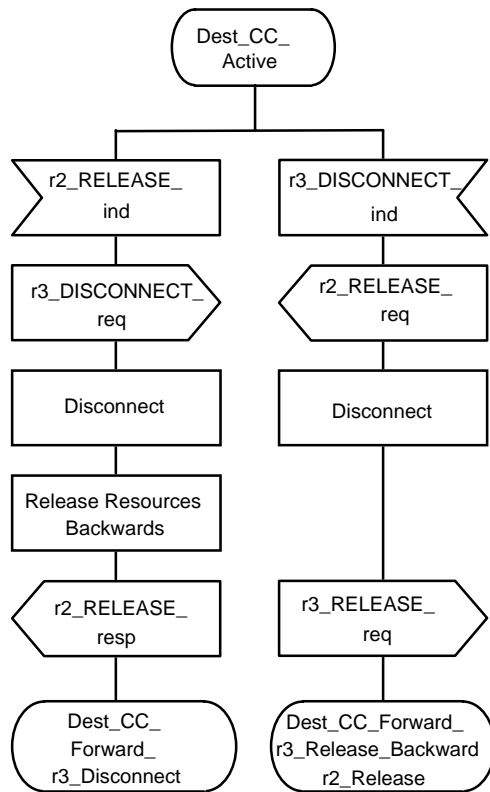 Dest_CC_
Active
r2_RELEASE_
ind
r3_DISCONNECT_
ind
r3_DISCONNECT_
req
r2_RELEASE_
req
Disconnect
Disconnect
Release Resources
Backwards
r2_RELEASE_
resp
r3_RELEASE_
req
Dest_CC_
Forward_
r3_Disconnect
Dest_CC_Forward_
r3_Release_Backward
r2_Release